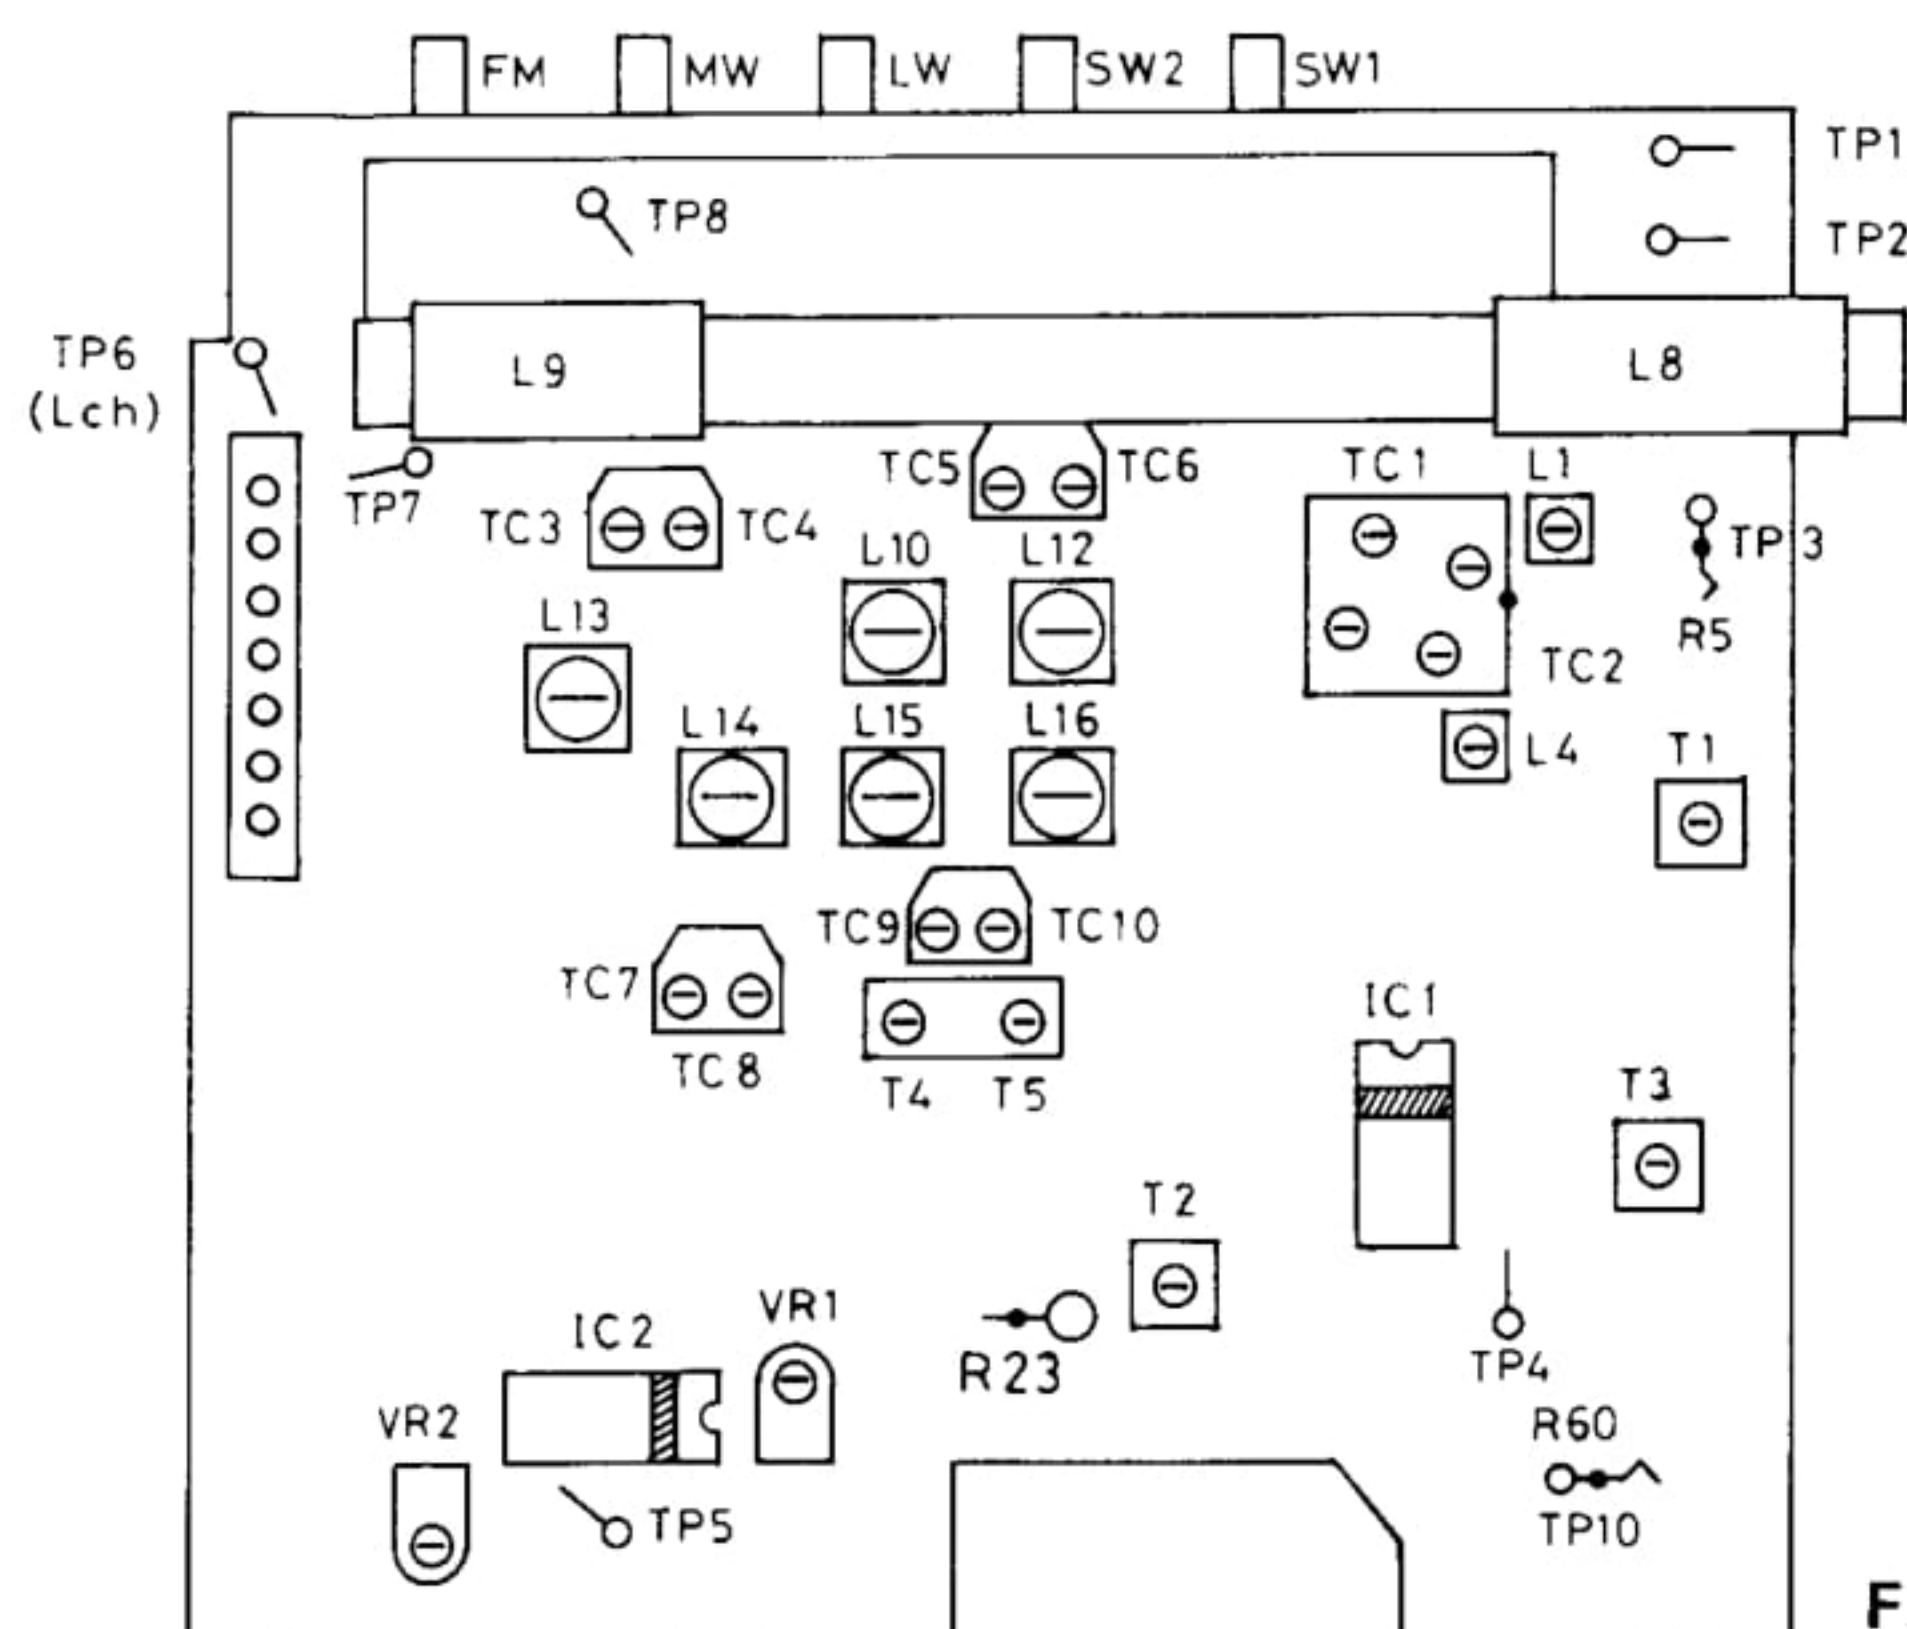 FM MW LW SW2 SW1
TP1
TP8
TP2
TP6
(Lch)
L9
L8
TP7
TC5 TC6
TC1 L1
TC3 TC4
L10 L12
TP13
L13
R5
TC2
L14 L15 L16
L4 T1
TC9 TC10
TC7
IC1
TC8
T4 T5
T3
T2
VR1
IC2
R23
TP4
VR2
R60
TP5
TP10
F